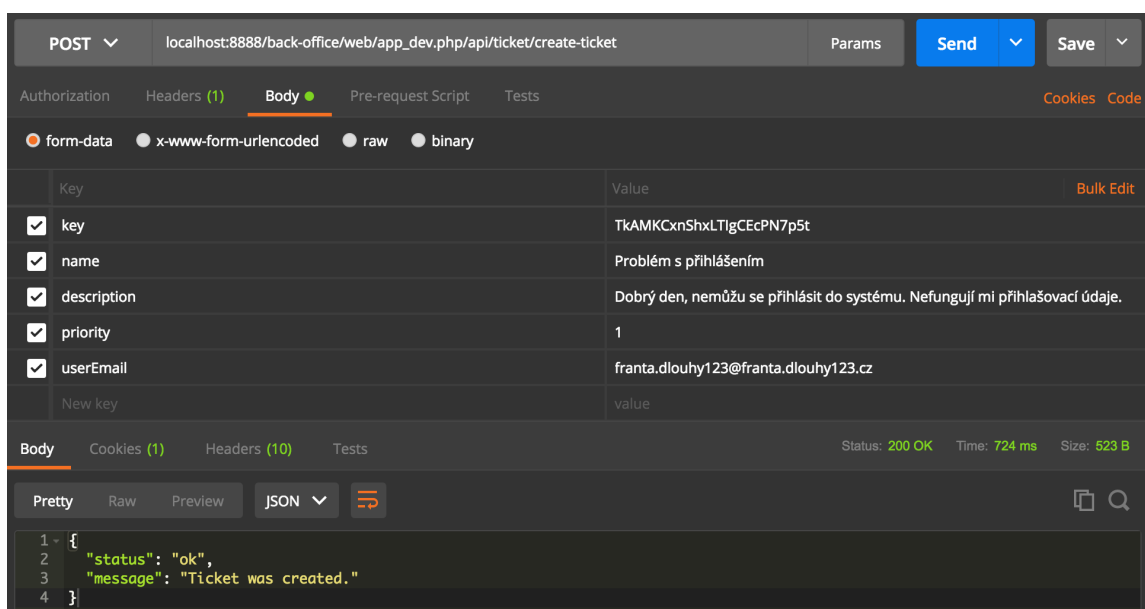 POST localhost:8888/back-office/web/app_dev.php/api/ticket/create-ticket Params Send Save
Authorization Headers (1) Body Pre-request Script Tests Cookies Code
form-data x-www-form-urlencoded raw binary
Key Value Bulk Edit
key TkAMKCxnShxLTIgCEcPN7p5t
name Problém s přihlášením
description Dobrý den, nemůžu se přihlásit do systému. Nefungují mi přihlašovací údaje.
priority 1
userEmail franta.dlouhy123@franta.dlouhy123.cz
New key value
Body Cookies (1) Headers (10) Tests Status: 200 OK Time: 724 ms Size: 523 B
Pretty Raw Preview JSON
1 {
2 "status": "ok",
3 "message": "Ticket was created."
4 }